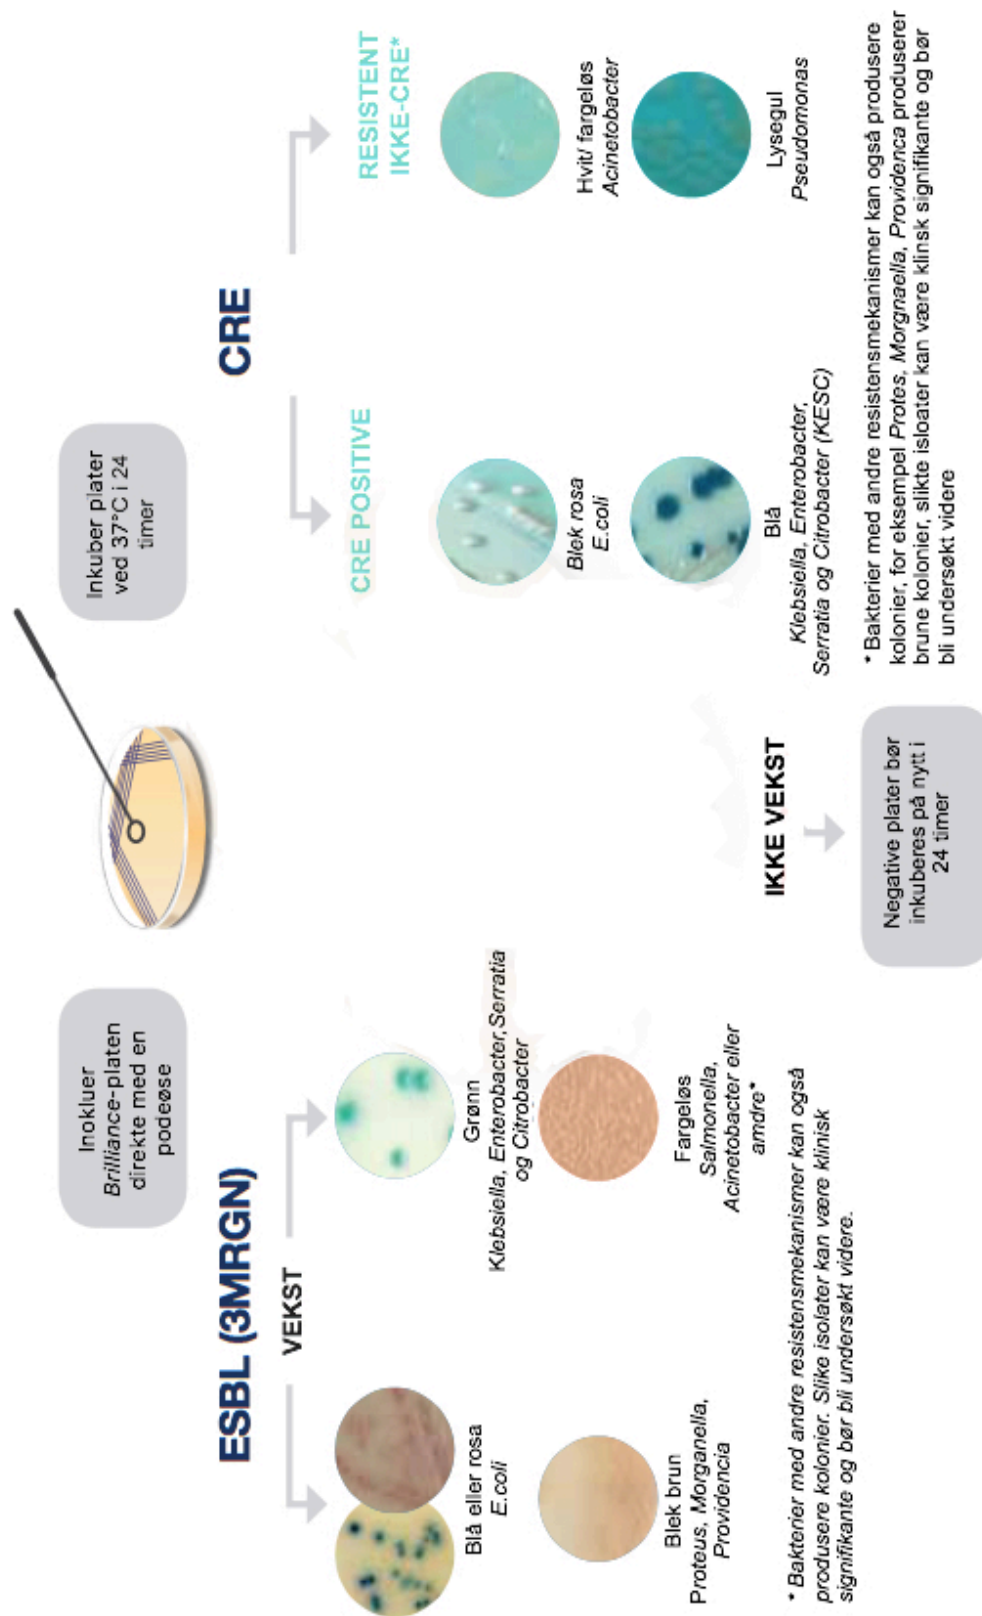 Inokluer
Brilliance-platen
direkte med en
podeøse
Inkuber plater
ved 37°C i 24
timer
ESBL (3MRGN)
VEKST
Blå eller rosa
E.coli
Grønn
Klebsiella, Enterobacter,Serratia
og Citrobacter
Blek brun
Proteus, Morganella,
Providencia
Fargeløs
Salmonella,
Acinetobacter eller
amdre*
* Bakterier med andre resistensmekanismer kan også
produsere kolonier. Slike isolater kan være klinisk
signifikante og bør bli undersøkt videre.
IKKE VEKST
Negative plater bør
inkuberes på nytt i
24 timer
CRE
CRE POSITIVE
Blek rosa
E.coli
Blå
Klebsiella, Enterobacter,
Serratia og Citrobacter (KESC)
RESISTENT
IKKE-CRE*
Hvit/ fargeløs
Acinetobacter
Lysegul
Pseudomonas
* Bakterier med andre resistensmekanismer kan også produsere
kolonier, for eksempel Protes, Morgnaella, Providenca produserer
brune kolonier, slikte isloater kan være klinsk signifikante og bør
bli undersøkt videre